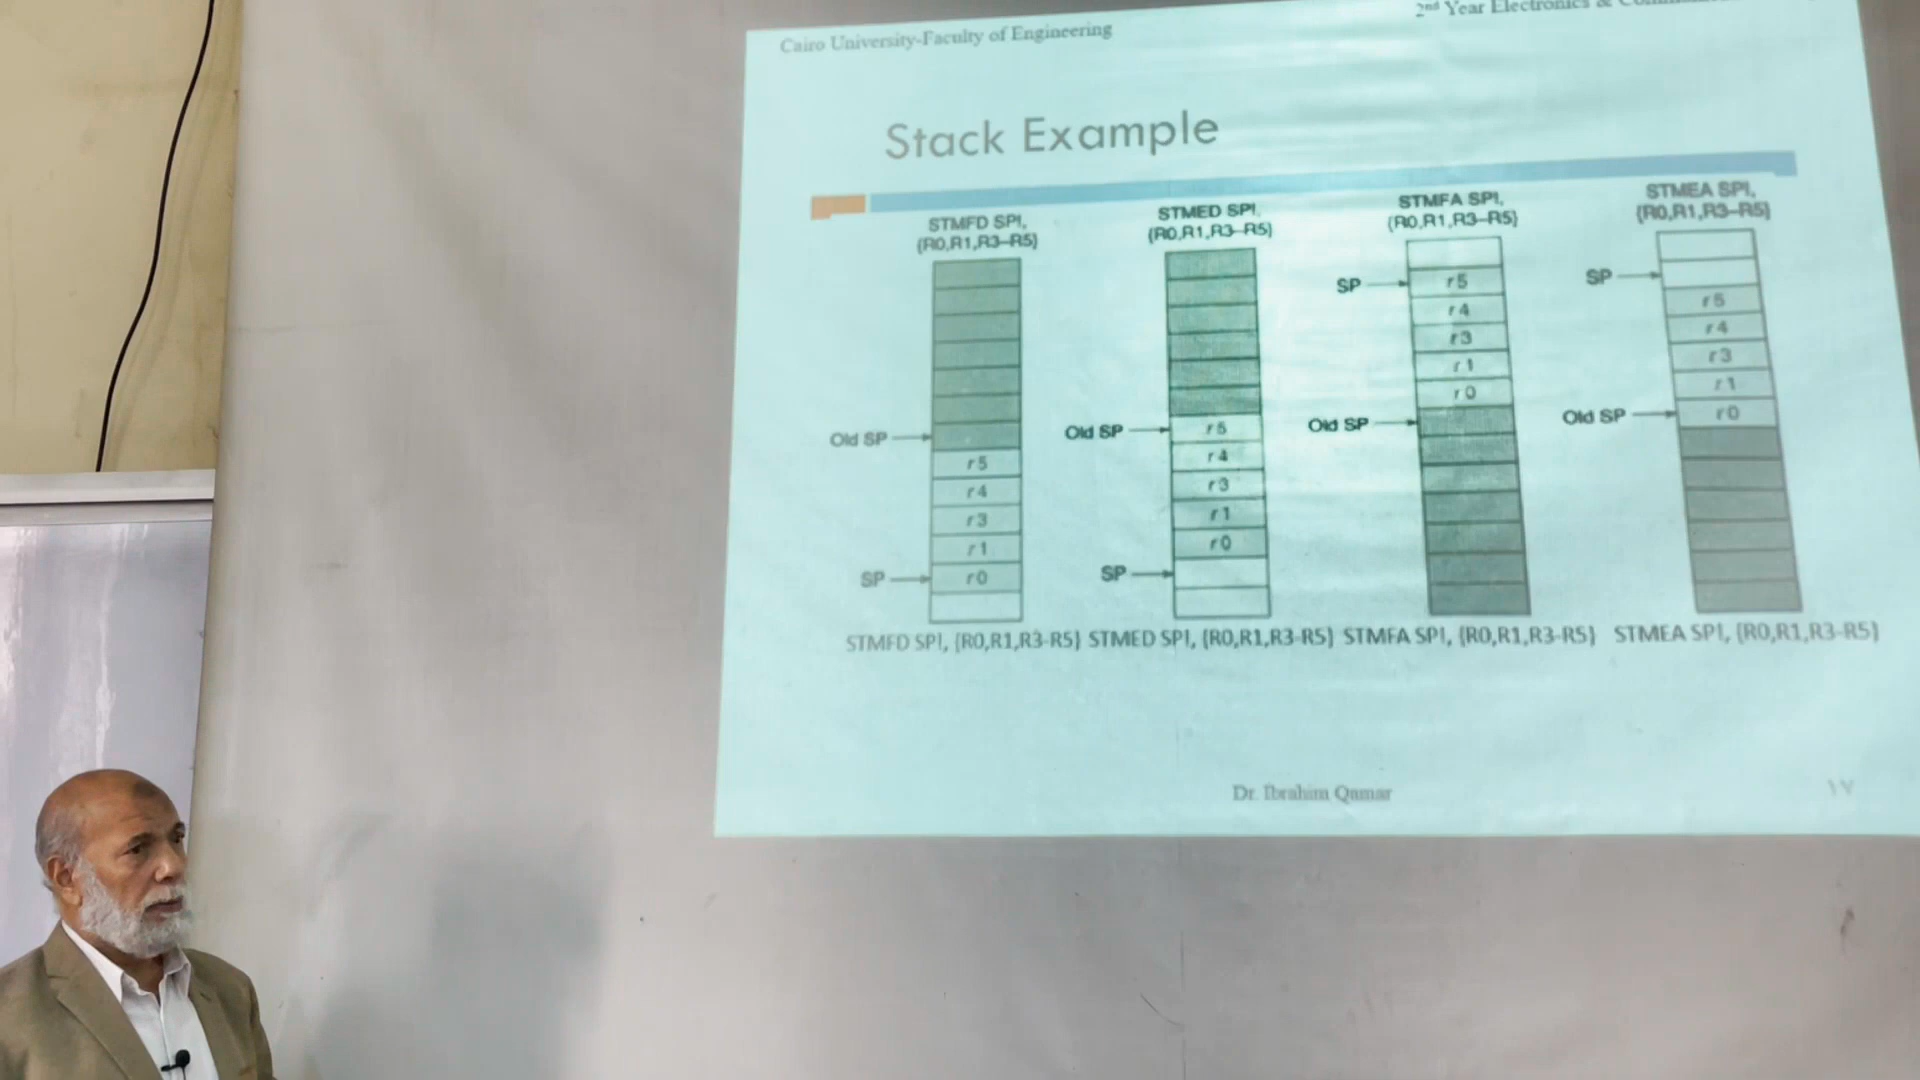 Cairo University-Faculty of Engineering
2nd Year Electronics &
Stack Example
STMFD SP!,
{R0,R1,R3–R5}
Old SP
r5
r4
r3
r1
SP
r0
STMED SP!,
{R0,R1,R3–R5}
Old SP
r5
r4
r3
r1
r0
SP
STMFA SP!,
{R0,R1,R3–R5}
SP
r5
r4
r3
r1
r0
Old SP
STMEA SP!,
{R0,R1,R3–R5}
SP
r5
r4
r3
r1
Old SP
r0
STMFD SP!, {R0,R1,R3-R5} STMED SP!, {R0,R1,R3-R5} STMFA SP!, {R0,R1,R3-R5} STMEA SP!, {R0,R1,R3-R5}
Dr. Ibrahim Qamar
١٧